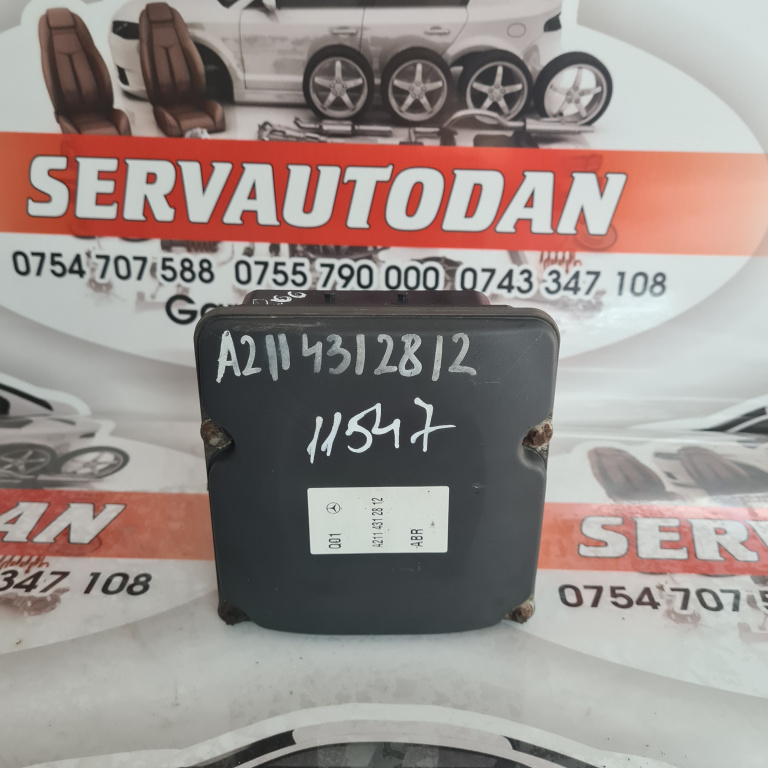 SERVAUTODAN
0754 707 588 0755 790 000 0743 347 108
A2114312812
11547
Q01
A211 431 28 12
ABR
DAN
347 108
SERV
0754 707 5